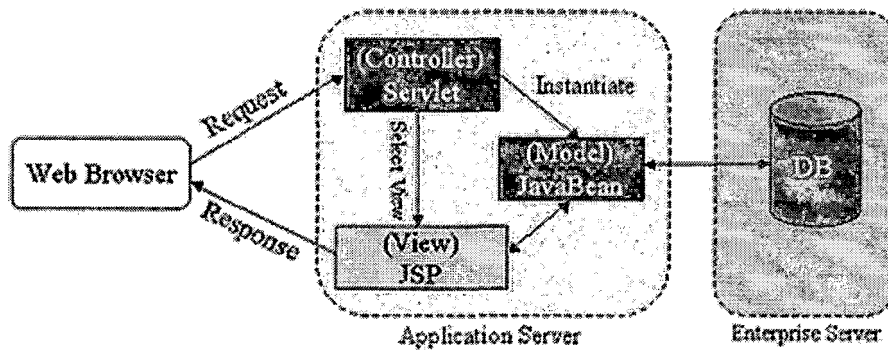 (Controller)
Servlet
Instantiate
Request
Select View
Web Browser
(Model)
JavaBean
DB
Response
(View)
JSP
Application Server
Enterprise Server